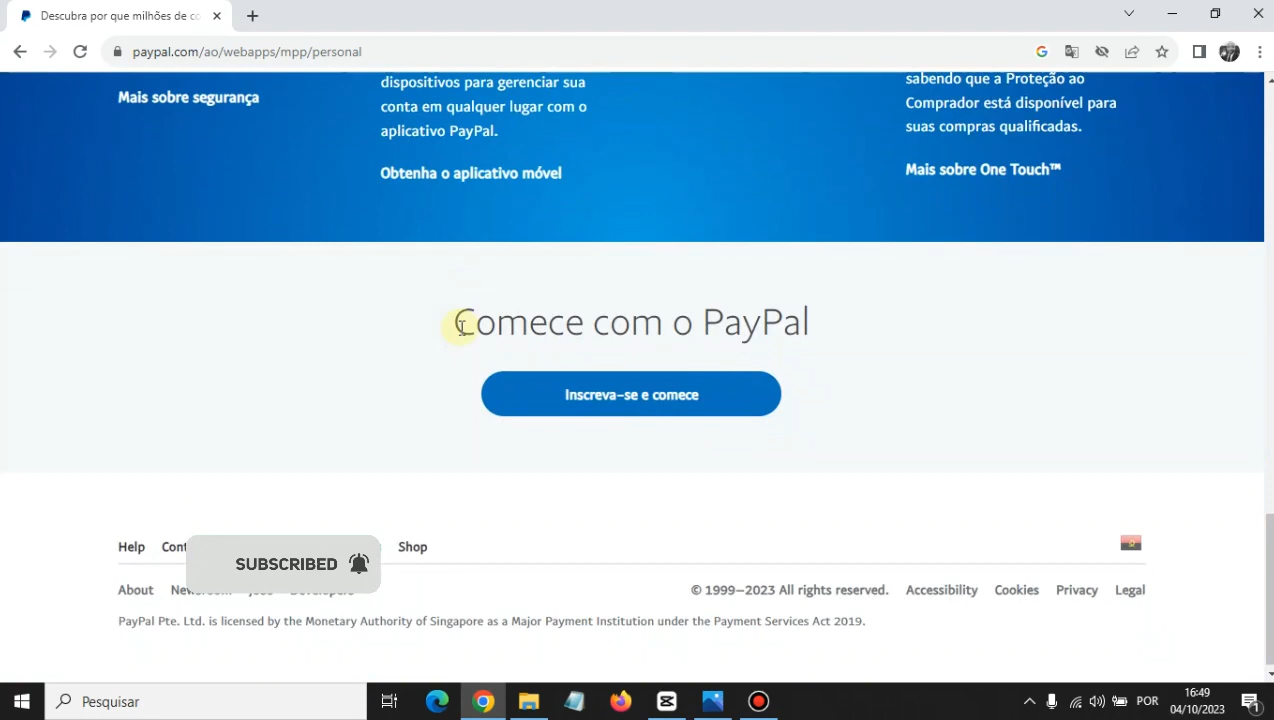 Descubra por que milhões de co
paypal.com/ao/webapps/mpp/personal
Mais sobre segurança
dispositivos para gerenciar sua
conta em qualquer lugar com o
aplicativo PayPal.
Obtenha o aplicativo móvel
sabendo que a Proteção ao
Comprador está disponível para
suas compras qualificadas.
Mais sobre One Touch™
Comece com o PayPal
Inscreva-se e comece
Help
Shop
SUBSCRIBED
About
© 1999–2023 All rights reserved.
Accessibility
Cookies
Privacy
Legal
PayPal Pte. Ltd. is licensed by the Monetary Authority of Singapore as a Major Payment Institution under the Payment Services Act 2019.
Pesquisar
POR
16:49
04/10/2023
1